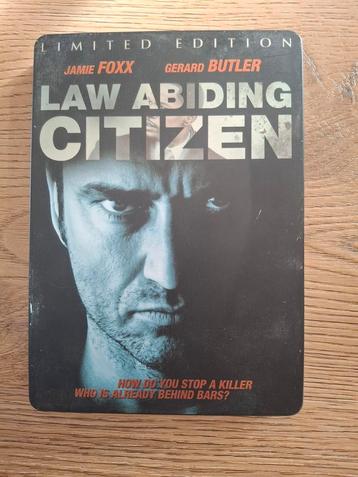 LIMITED EDITION
JAMIE FOXX GERARD BUTLER
LAW ABIDING
CITIZEN
HOW DO YOU STOP A KILLER
WHO IS ALREADY BEHIND BARS?